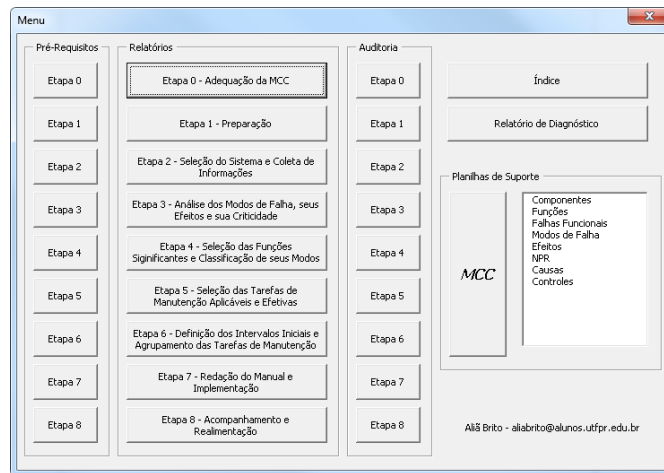 Menu
Pré-Requisitos
Etapa 0
Etapa 1
Etapa 2
Etapa 3
Etapa 4
Etapa 5
Etapa 6
Etapa 7
Etapa 8
Relatórios
Etapa 0 - Adequação da MCC
Etapa 1 - Preparação
Etapa 2 - Seleção do Sistema e Coleta de
Informações
Etapa 3 - Análise dos Modos de Falha, seus
Efeitos e sua Criticidade
Etapa 4 - Seleção das Funções
Siginificantes e Classificação de seus Modos
Etapa 5 - Seleção das Tarefas de
Manutenção Aplicáveis e Efetivas
Etapa 6 - Definição dos Intervalos Iniciais e
Agrupamento das Tarefas de Manutenção
Etapa 7 - Redação do Manual e
Implementação
Etapa 8 - Acompanhamento e
Realimentação
Auditoria
Etapa 0
Etapa 1
Etapa 2
Etapa 3
Etapa 4
Etapa 5
Etapa 6
Etapa 7
Etapa 8
Índice
Relatório de Diagnóstico
Planilhas de Suporte
MCC
Componentes
Funções
Falhas Funcionais
Modos de Falha
Efeitos
NPR
Causas
Controles
Aliã Brito - aliabrito@alunos.utfpr.edu.br